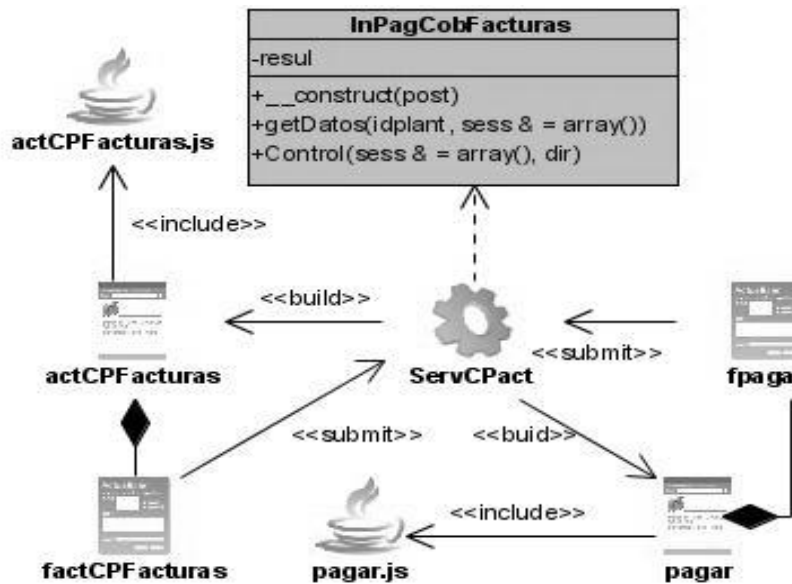 InPagCobFacturas
-resul
+__construct(post)
+getDatos(idplant, sess & = array())
+Control(sess & = array(), dir)
actCPFacturas.js
<<include>>
<<build>>
<<submit>>
actCPFacturas
ServCPact
fpaga
<<submit>>
<<buid>>
<<include>>
factCPFacturas
pagar.js
pagar